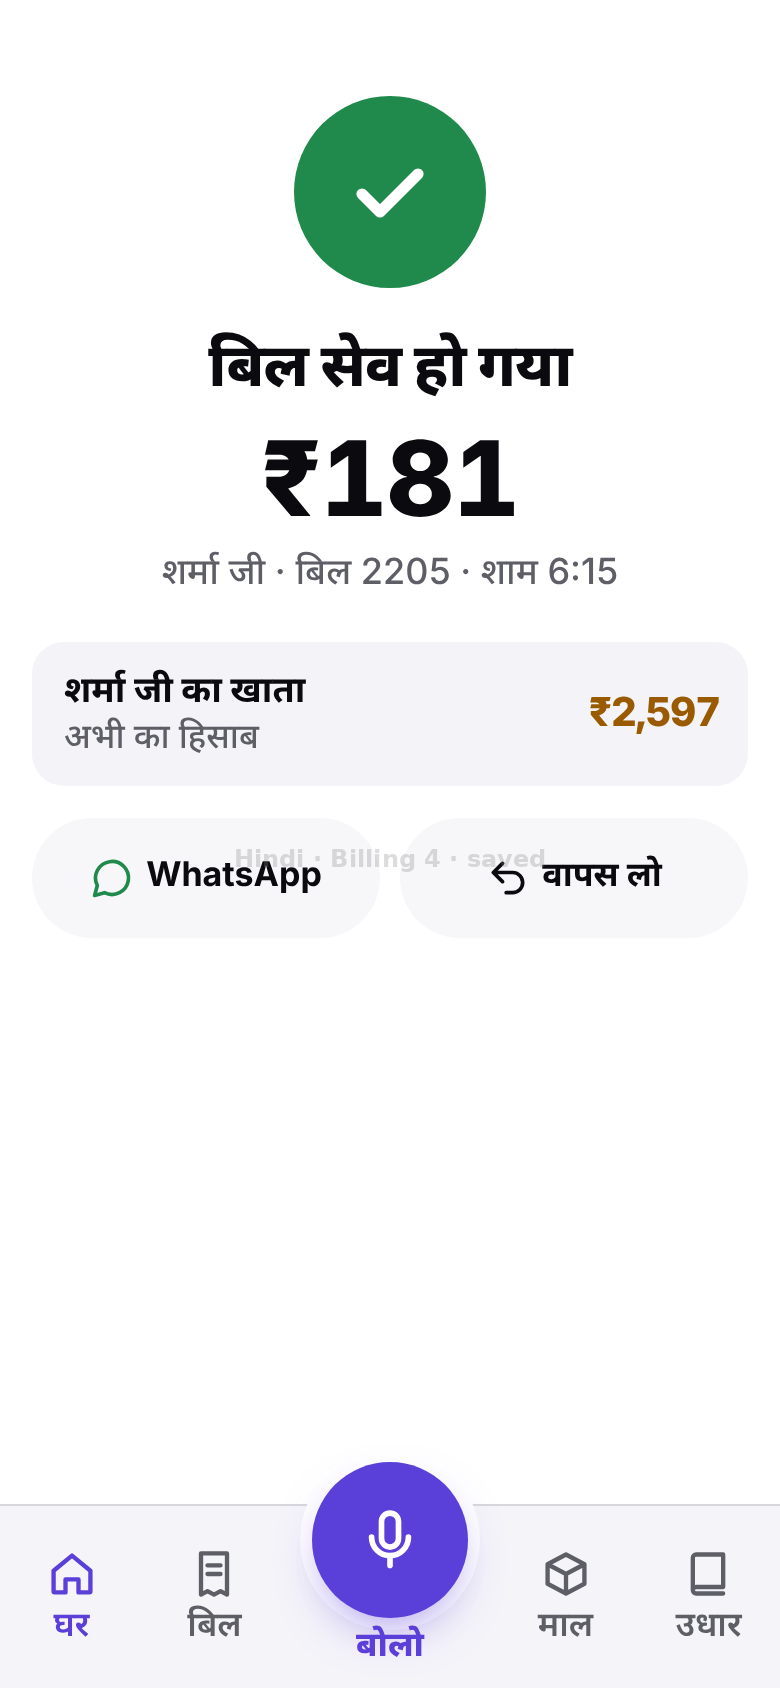 बिल सेव हो गया
₹181
शर्मा जी · बिल 2205 · शाम 6:15
शर्मा जी का खाता
अभी का हिसाब
₹2,597
Hindi · Billing 4 · saved
WhatsApp
वापस लो
घर
बिल
बोलो
माल
उधार